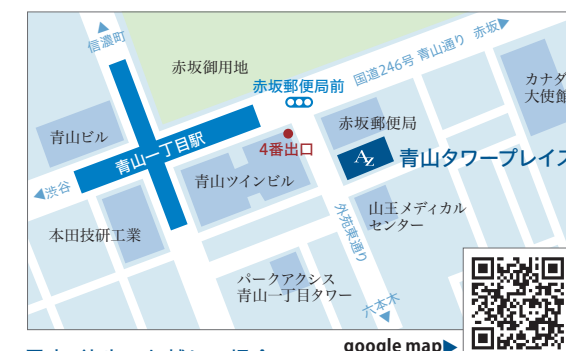 信濃町
赤坂御用地
国道246号 青山通り 赤坂
赤坂郵便局前
カナダ
大使館
青山ビル
青山一丁目駅
4番出口
赤坂郵便局
AZ
青山タワープレイス
渋谷
青山ツインビル
本田技研工業
外苑東通り
山王メディカル
センター
パークアクシス
青山一丁目タワー
六本木
google map